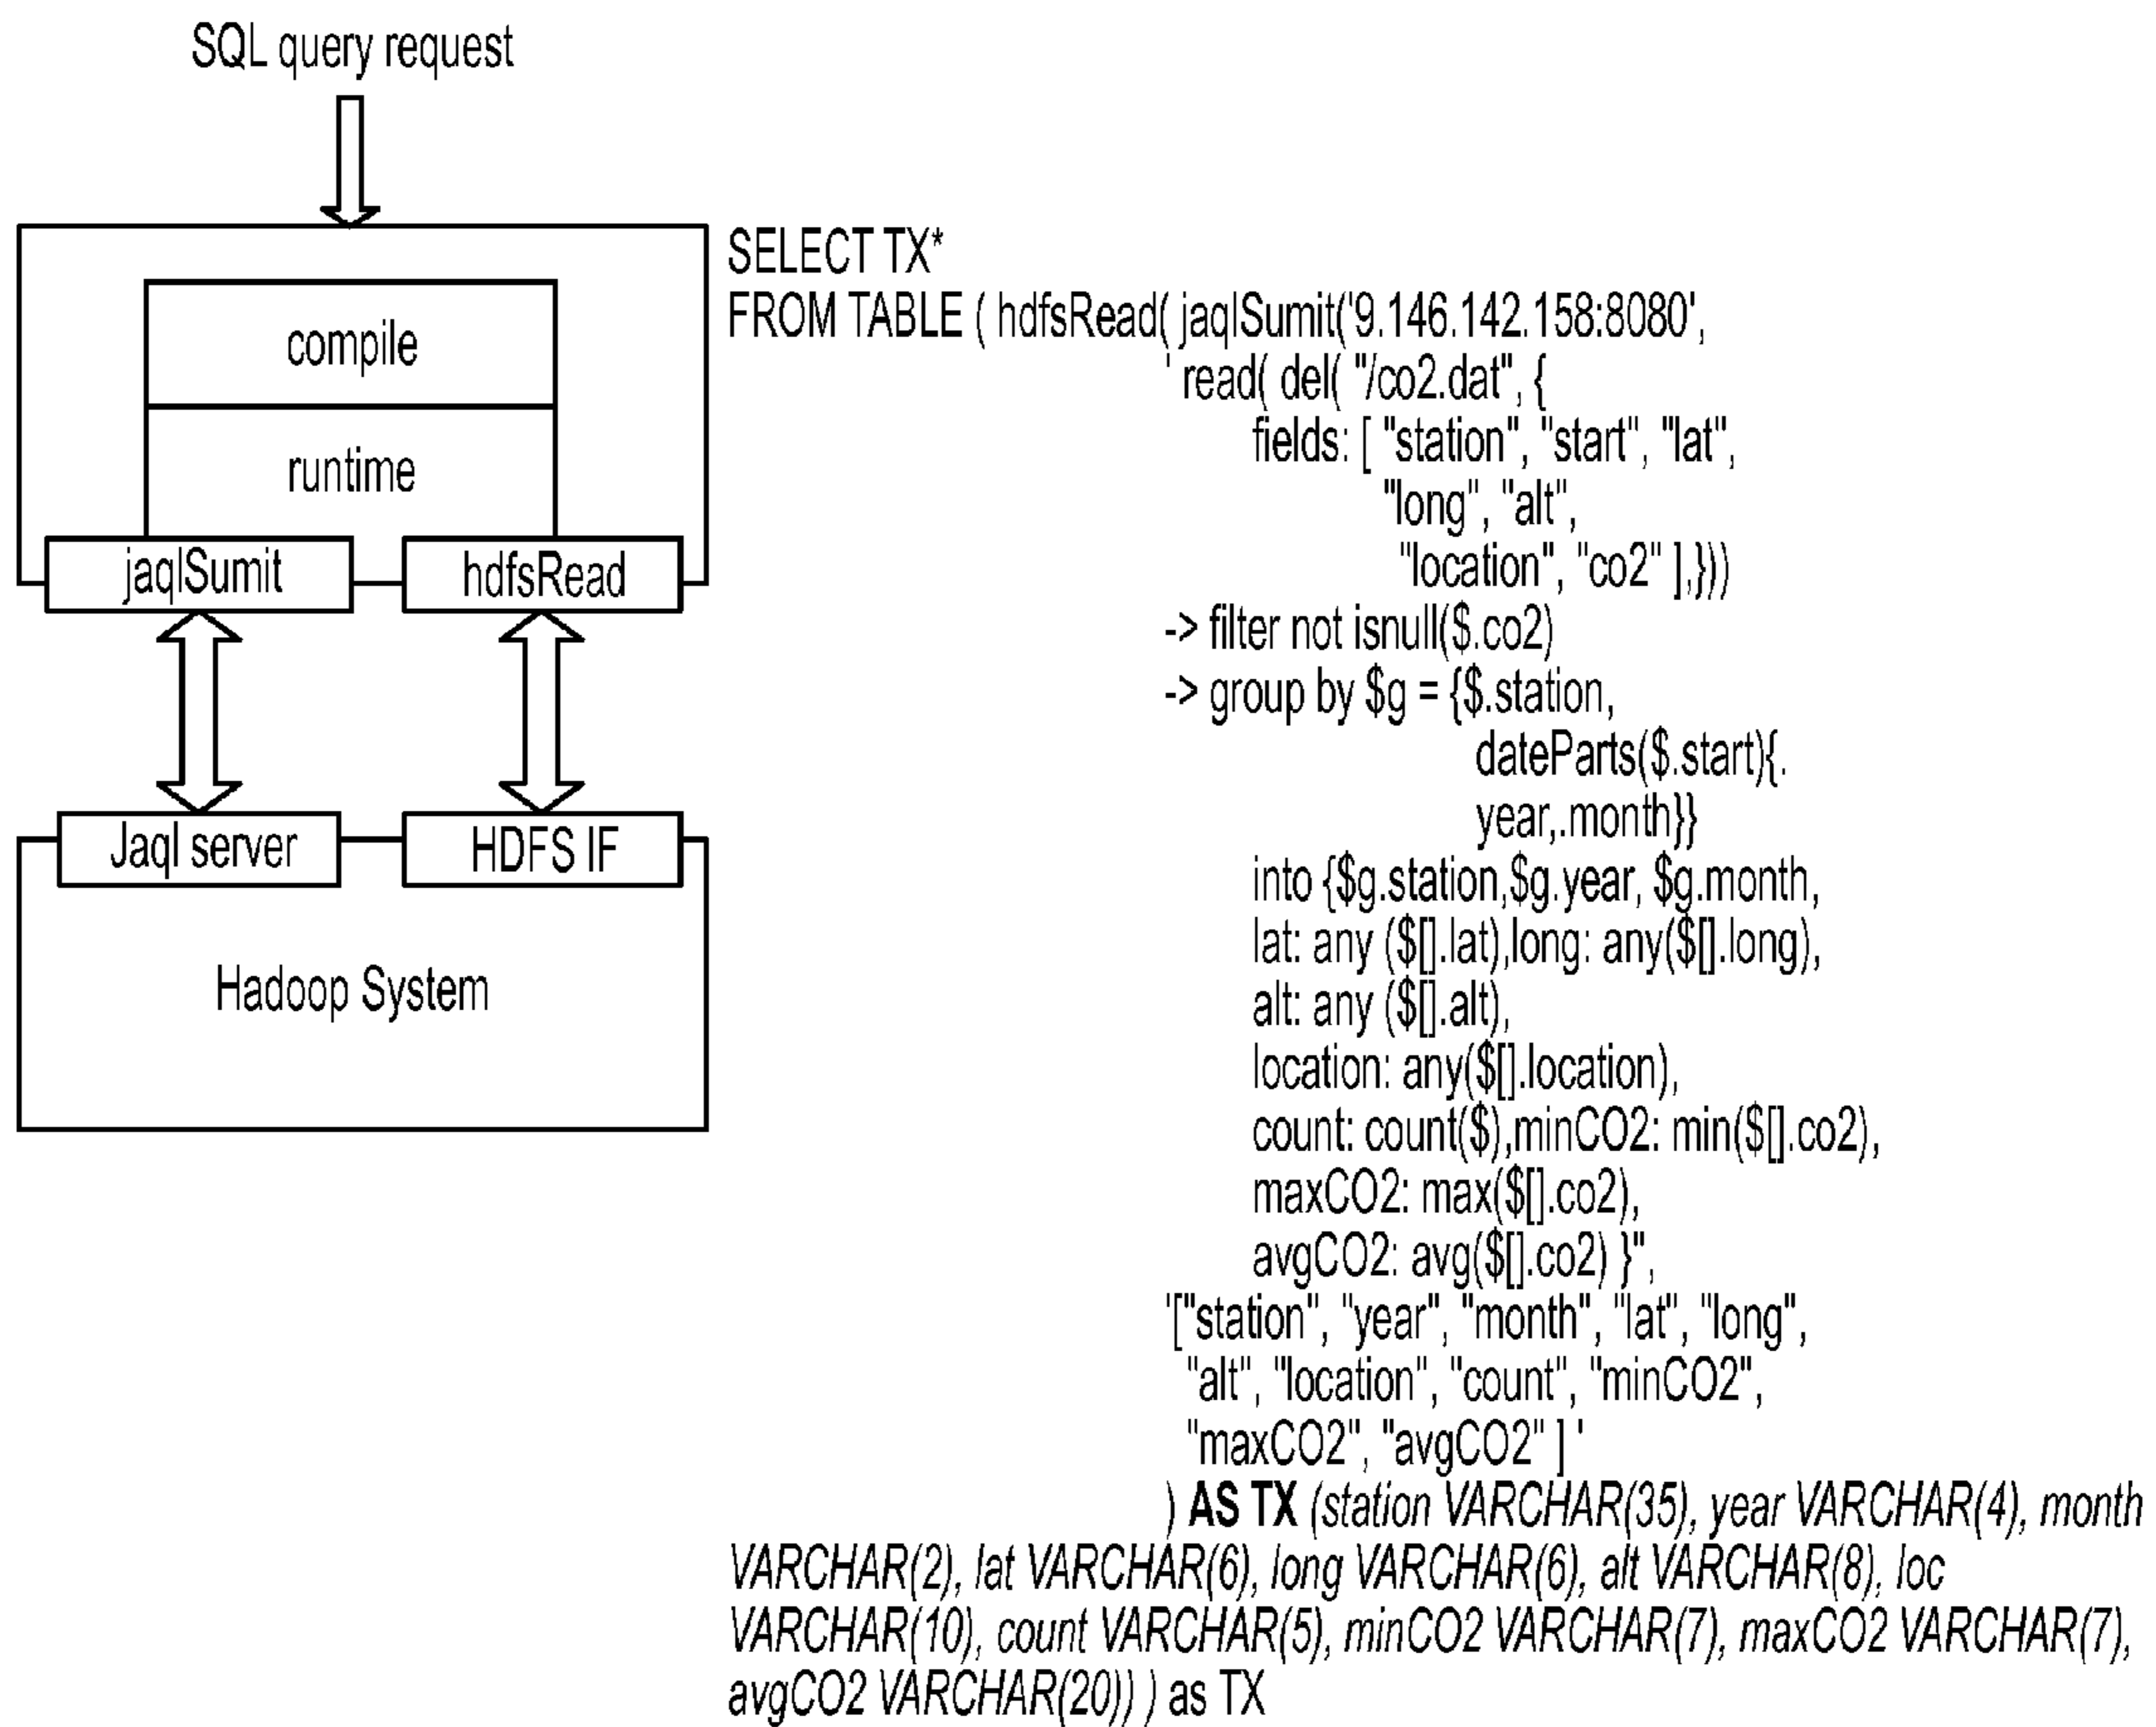 SQL query request
compile
runtime
jaqlSumit
hdfsRead
Jaql server
HDFS IF
Hadoop System
SELECT TX*
FROM TABLE ( hdfsRead( jaqlSumit('9.146.142.158:8080',
' read( del( "/co2.dat", {
fields: [ "station", "start", "lat",
"long", "alt",
"location", "co2" ],}))
-> filter not isnull($.co2)
-> group by $g = {$.station,
dateParts($.start){.
year,.month}}
into {$g.station,$g.year, $g.month,
lat: any ($[].lat),long: any($[].long),
alt: any ($[].alt),
location: any($[].location),
count: count($),minCO2: min($[].co2),
maxCO2: max($[].co2),
avgCO2: avg($[].co2) }",
'["station", "year", "month", "lat", "long",
"alt", "location", "count", "minCO2",
"maxCO2", "avgCO2" ] '
) AS TX (station VARCHAR(35), year VARCHAR(4), month
VARCHAR(2), lat VARCHAR(6), long VARCHAR(6), alt VARCHAR(8), loc
VARCHAR(10), count VARCHAR(5), minCO2 VARCHAR(7), maxCO2 VARCHAR(7),
avgCO2 VARCHAR(20)) ) as TX